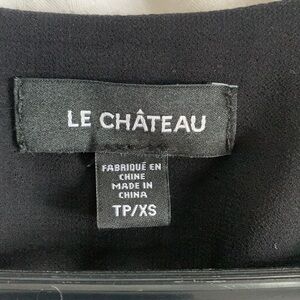 LE CHÂTEAU
FABRIQUÉ EN
CHINE
MADE IN
CHINA
TP/XS